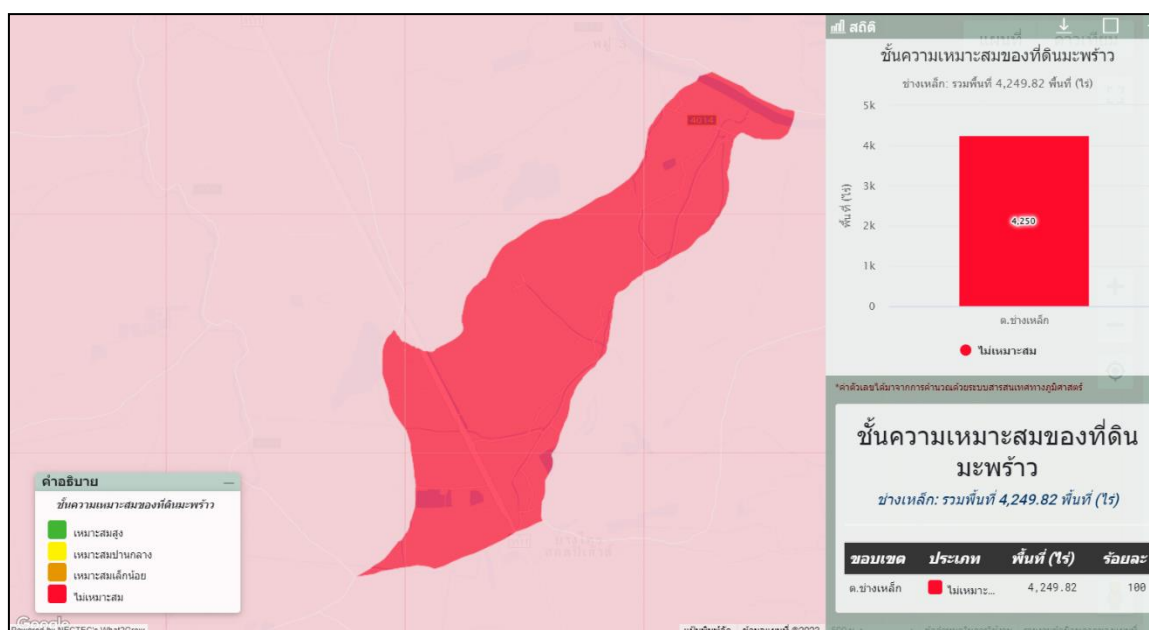 สถิติ
แผนที่
ชั้นความเหมาะสมของที่ดินมะพร้าว
ช่างเหล็ก: รวมพื้นที่ 4,249.82 พื้นที่ (ไร่)
5k
4k
3k
2k
1k
0
พื้นที่ (ไร่)
4,250
ต.ช่างเหล็ก
ไม่เหมาะสม
*ค่าตัวเลขได้มาจากการคำนวณด้วยระบบสารสนเทศทางภูมิศาสตร์
ชั้นความเหมาะสมของที่ดิน
มะพร้าว
ช่างเหล็ก: รวมพื้นที่ 4,249.82 พื้นที่ (ไร่)
ขอบเขต ประเภท พื้นที่ (ไร่) ร้อยละ
ต.ช่างเหล็ก ไม่เหมาะ... 4,249.82 100
คำอธิบาย
ชั้นความเหมาะสมของที่ดินมะพร้าว
เหมาะสมสูง
เหมาะสมปานกลาง
เหมาะสมเล็กน้อย
ไม่เหมาะสม
Google
Powered by NECTEC's What2Grow